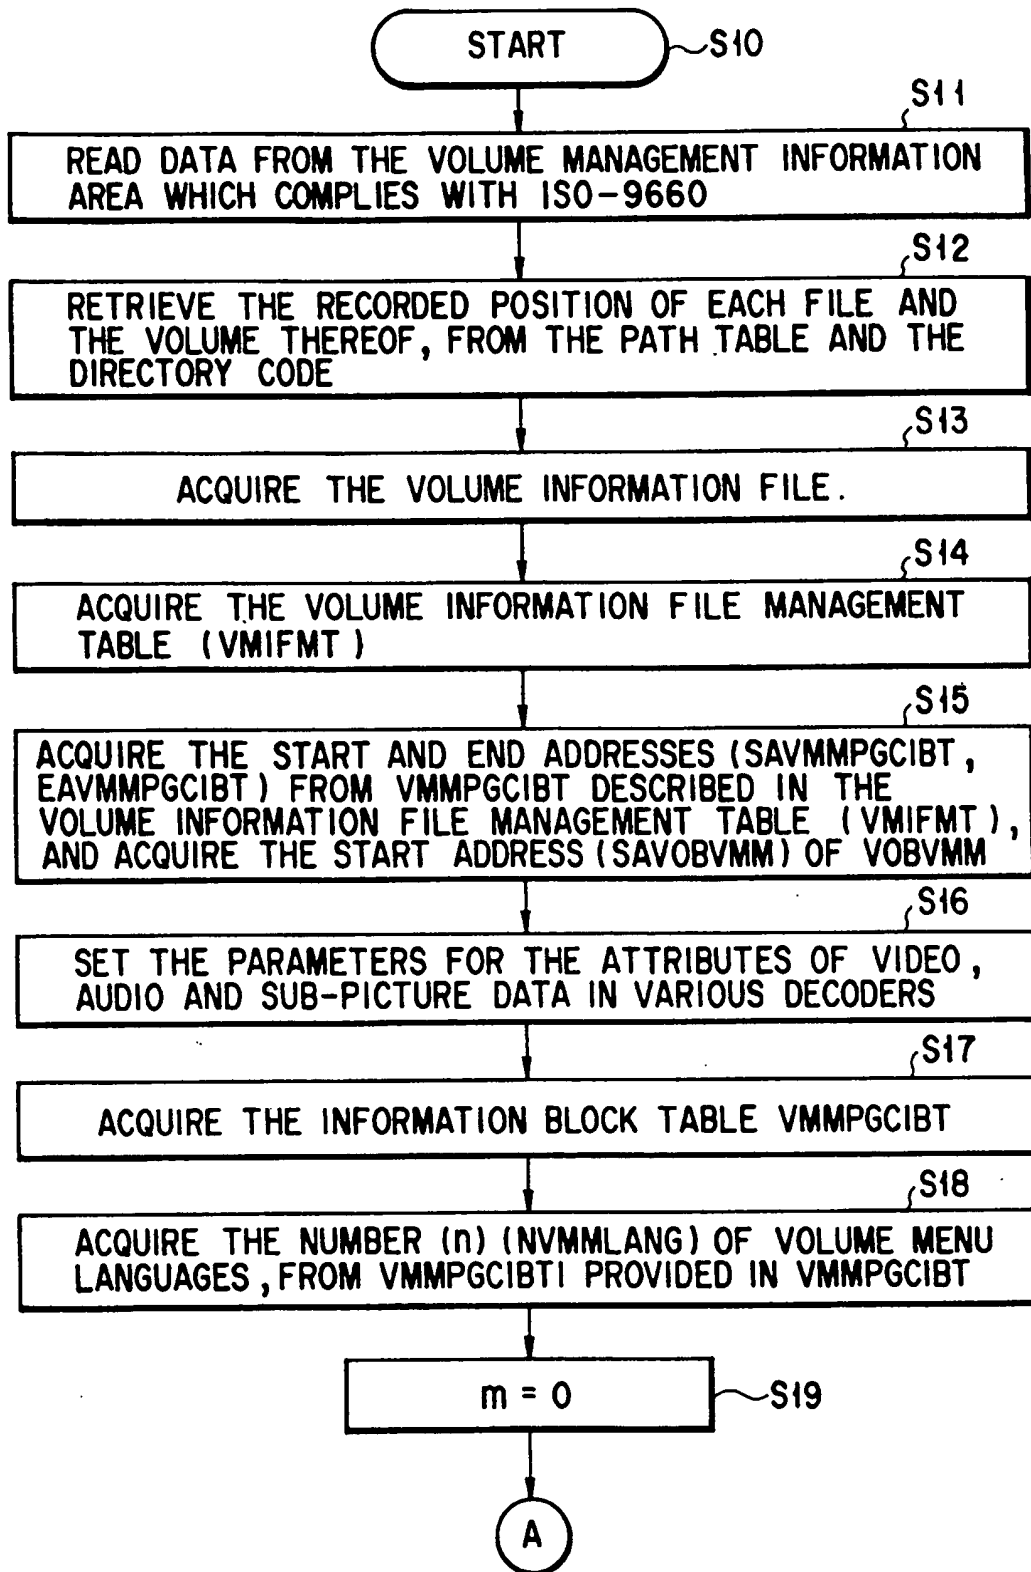 START
S10
S11
READ DATA FROM THE VOLUME MANAGEMENT INFORMATION
AREA WHICH COMPLIES WITH ISO-9660
S12
RETRIEVE THE RECORDED POSITION OF EACH FILE AND
THE VOLUME THEREOF, FROM THE PATH TABLE AND THE
DIRECTORY CODE
S13
ACQUIRE THE VOLUME INFORMATION FILE.
S14
ACQUIRE THE VOLUME INFORMATION FILE MANAGEMENT
TABLE (VMIFMT)
S15
ACQUIRE THE START AND END ADDRESSES (SAVMMPGCIBT,
EAVMMPGCIBT) FROM VMMPGCIBT DESCRIBED IN THE
VOLUME INFORMATION FILE MANAGEMENT TABLE (VMIFMT),
AND ACQUIRE THE START ADDRESS (SAVOBVMM) OF VOBVMM
S16
SET THE PARAMETERS FOR THE ATTRIBUTES OF VIDEO,
AUDIO AND SUB-PICTURE DATA IN VARIOUS DECODERS
S17
ACQUIRE THE INFORMATION BLOCK TABLE VMMPGCIBT
S18
ACQUIRE THE NUMBER (n) (NVMMLANG) OF VOLUME MENU
LANGUAGES, FROM VMMPGCIBTI PROVIDED IN VMMPGCIBT
m = 0
S19
A